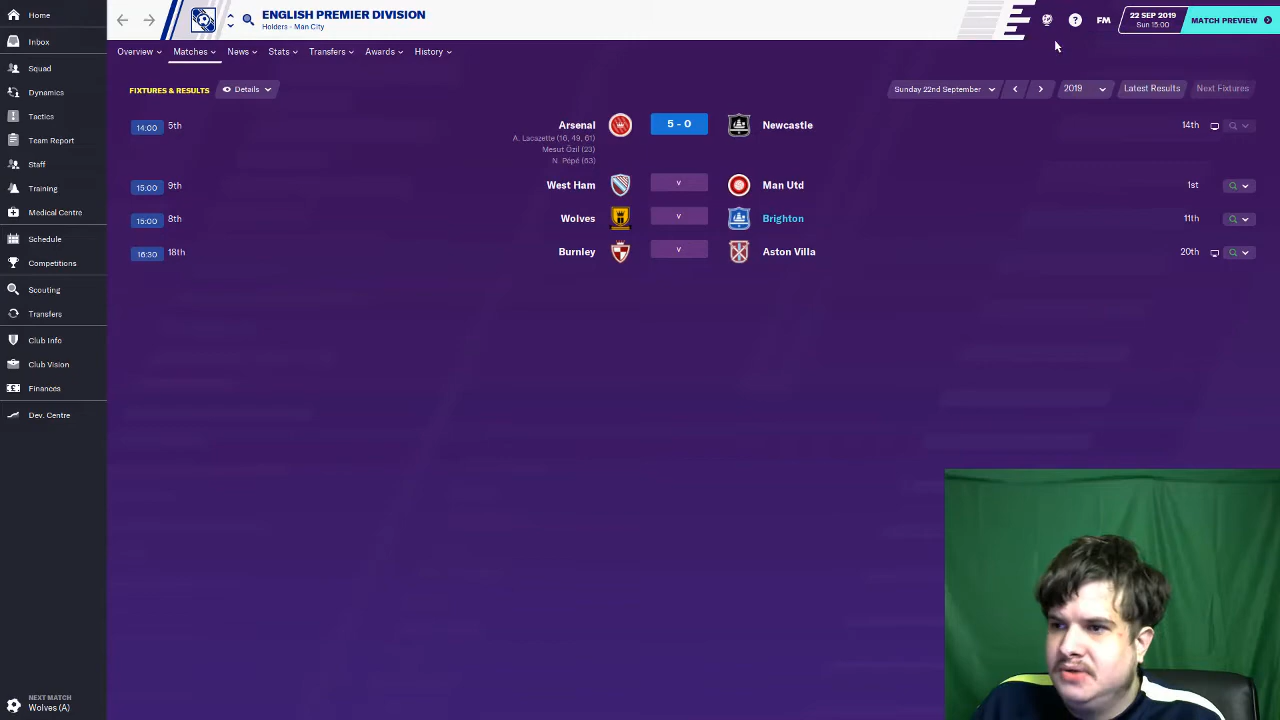 Home
Inbox
Squad
Dynamics
Tactics
Team Report
Staff
Training
Medical Centre
Schedule
Competitions
Scouting
Transfers
Club Info
Club Vision
Finances
Dev. Centre
NEXT MATCH
Wolves (A)
ENGLISH PREMIER DIVISION
Holders - Man City
? FM
22 SEP 2019
Sun 15:00
MATCH PREVIEW
Overview Matches News Stats Transfers Awards History
FIXTURES & RESULTS Details Sunday 22nd September 2019 Latest Results Next Fixtures
14:00 5th Arsenal 5 - 0 Newcastle 14th
A. Lacazette (16, 49, 61)
Mesut Özil (23)
N. Pépé (63)
15:00 9th West Ham v Man Utd 1st
15:00 8th Wolves v Brighton 11th
16:30 18th Burnley v Aston Villa 20th